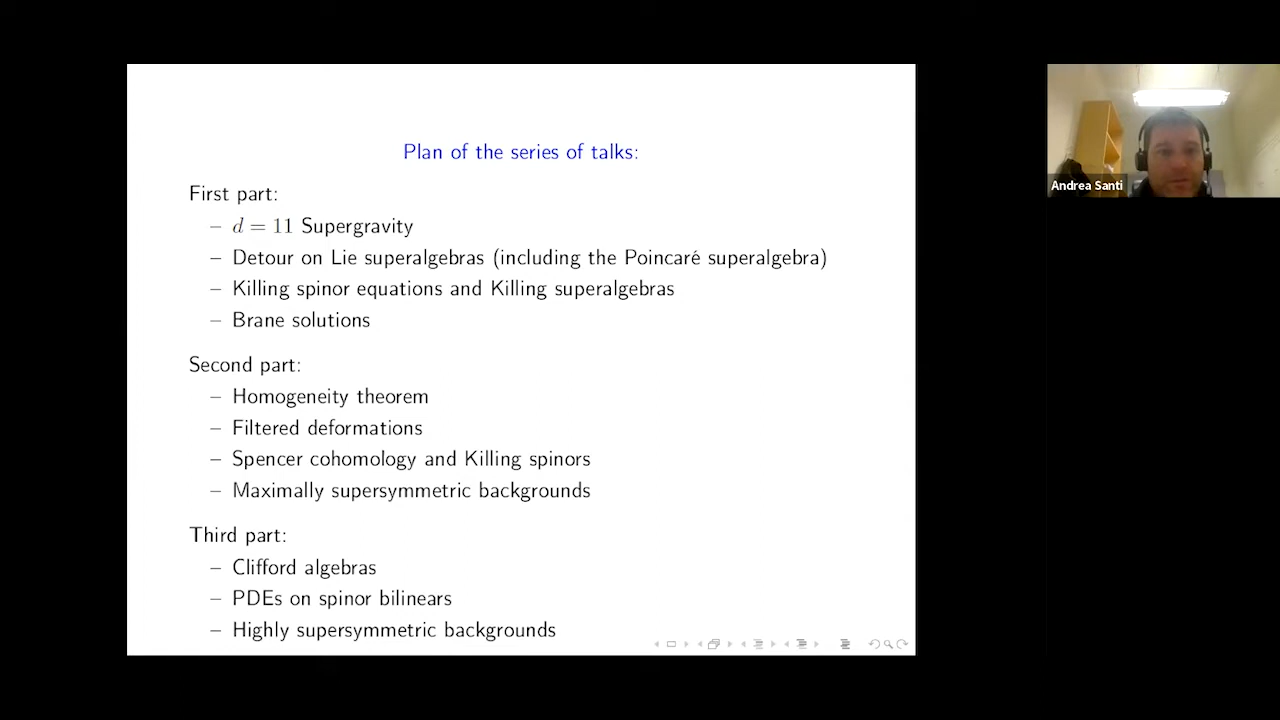 Plan of the series of talks:
First part:
– d = 11 Supergravity
– Detour on Lie superalgebras (including the Poincaré superalgebra)
– Killing spinor equations and Killing superalgebras
– Brane solutions
Second part:
– Homogeneity theorem
– Filtered deformations
– Spencer cohomology and Killing spinors
– Maximally supersymmetric backgrounds
Third part:
– Clifford algebras
– PDEs on spinor bilinears
– Highly supersymmetric backgrounds
Andrea Santi